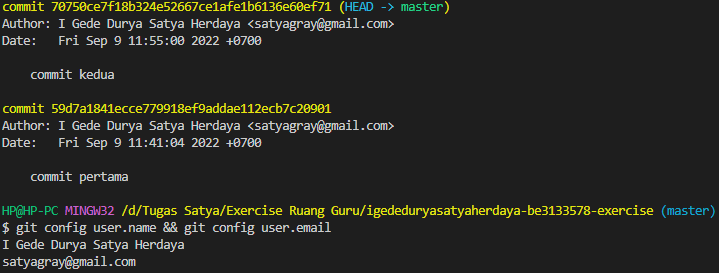 commit 70750ce7f18b324e52667ce1afe1b6136e60ef71 (HEAD -> master)
Author: I Gede Durya Satya Herdaya <satyagray@gmail.com>
Date:   Fri Sep 9 11:55:00 2022 +0700
commit kedua
commit 59d7a1841ecce779918ef9addae112ecb7c20901
Author: I Gede Durya Satya Herdaya <satyagray@gmail.com>
Date:   Fri Sep 9 11:41:04 2022 +0700
commit pertama
HP@HP-PC MINGW32 /d/Tugas Satya/Exercise Ruang Guru/igededuryasatyaherdaya-be3133578-exercise (master)
$ git config user.name && git config user.email
I Gede Durya Satya Herdaya
satyagray@gmail.com